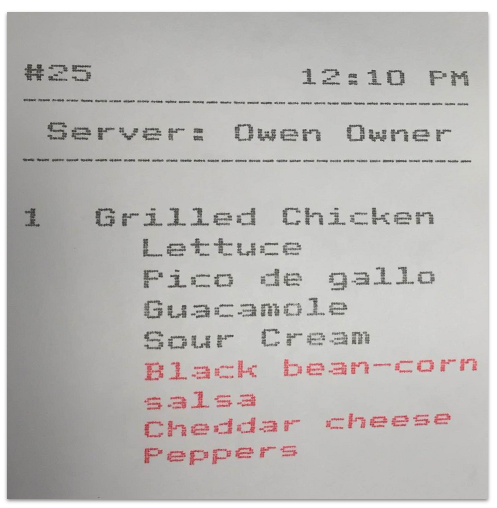 #25 12:10 PM
Server: Owen Owner
1 Grilled Chicken
Lettuce
Pico de gallo
Guacamole
Sour Cream
Black bean-corn
salsa
Cheddar cheese
Peppers